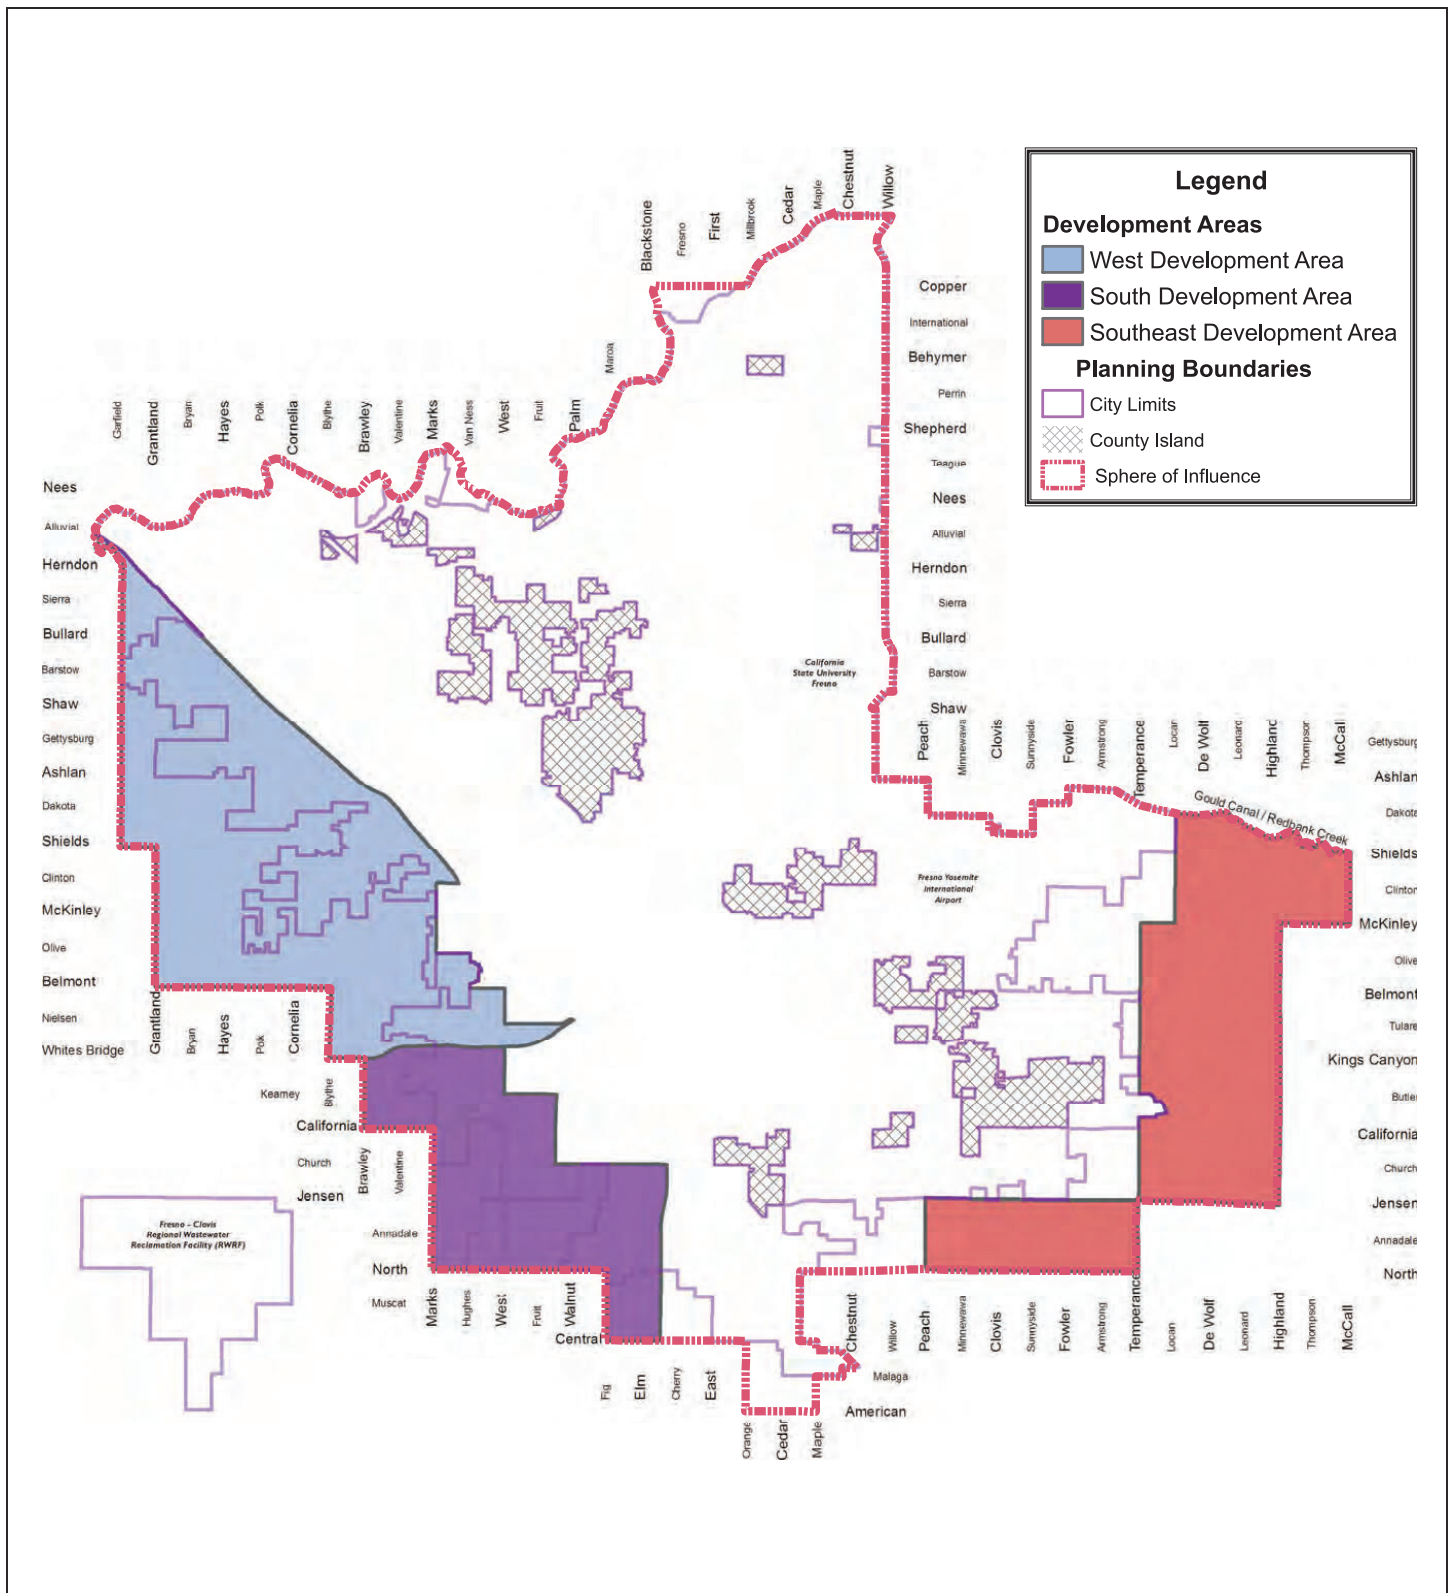 Legend
Development Areas
West Development Area
South Development Area
Southeast Development Area
Planning Boundaries
City Limits
County Island
Sphere of Influence
Blackstone
Fresno
First
Millbrook
Cedar
Maple
Chestnut
Willow
Copper
International
Behymer
Perrin
Shepherd
Teague
Nees
Alluvial
Herndon
Sierra
Bullard
Barstow
Shaw
Garfield
Grantland
Bryan
Hayes
Polk
Cornelia
Blythe
Brawley
Valentine
Marks
Van Ness
West
Fruit
Palm
Maroa
Nees
Alluvial
Herndon
Sierra
Bullard
Barstow
Shaw
Gettysburg
Ashlan
Dakota
Shields
Clinton
McKinley
Olive
Belmont
Nielsen
Whites Bridge
California
State University
Fresno
Peach
Minnewawa
Clovis
Sunnyside
Fowler
Armstrong
Temperance
Locan
De Wolf
Leonard
Highland
Thompson
McCall
Gettysburg
Ashlan
Dakota
Shields
Clinton
McKinley
Olive
Belmont
Tulare
Kings Canyon
Butler
California
Church
Jensen
Annadale
North
Gould Canal / Redbank Creek
Fresno Yosemite
International
Airport
Grantland
Bryan
Hayes
Polk
Cornelia
Kearney
Blythe
California
Church
Brawley
Valentine
Jensen
Annadale
North
Muscat
Marks
Hughes
West
Fruit
Walnut
Central
Fresno - Clovis
Regional Wastewater
Reclamation Facility (RWRF)
Fig
Elm
Cherry
East
Orange
Cedar
Maple
American
Malaga
Chestnut
Willow
Peach
Minnewawa
Clovis
Sunnyside
Fowler
Armstrong
Temperance
Locan
De Wolf
Leonard
Highland
Thompson
McCall